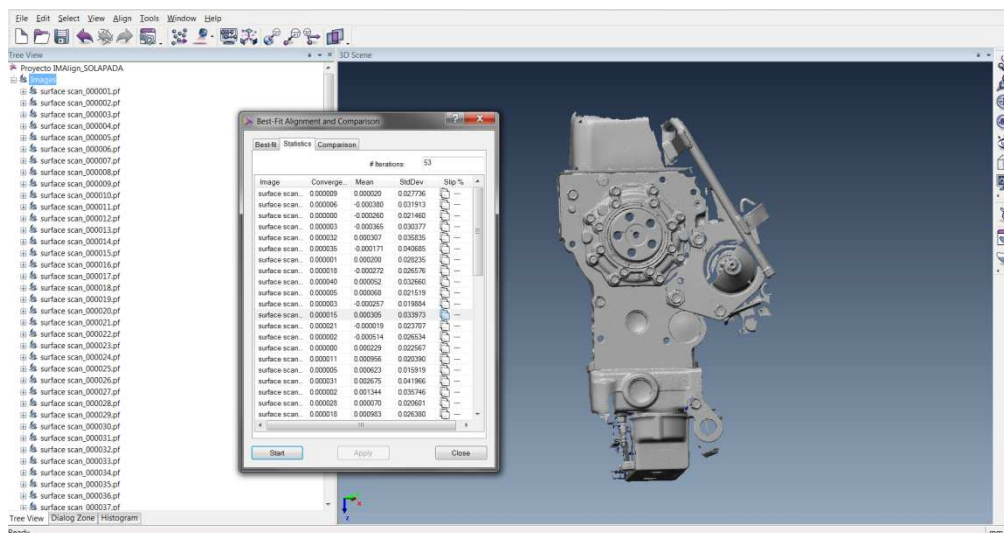 File Edit Select View Align Tools Window Help
Tree View
3D Scene
Proyecto IMAlign_SOLAPADA
Images
surface scan_000001.pf
surface scan_000002.pf
surface scan_000003.pf
surface scan_000004.pf
surface scan_000005.pf
surface scan_000006.pf
surface scan_000007.pf
surface scan_000008.pf
surface scan_000009.pf
surface scan_000010.pf
surface scan_000011.pf
surface scan_000012.pf
surface scan_000013.pf
surface scan_000014.pf
surface scan_000015.pf
surface scan_000016.pf
surface scan_000017.pf
surface scan_000018.pf
surface scan_000019.pf
surface scan_000020.pf
surface scan_000021.pf
surface scan_000022.pf
surface scan_000023.pf
surface scan_000024.pf
surface scan_000025.pf
surface scan_000026.pf
surface scan_000027.pf
surface scan_000028.pf
surface scan_000029.pf
surface scan_000030.pf
surface scan_000031.pf
surface scan_000032.pf
surface scan_000033.pf
surface scan_000034.pf
surface scan_000035.pf
surface scan_000036.pf
surface scan_000037.pf
Tree View Dialog Zone Histogram
Ready
Best-Fit Alignment and Comparison
Best-fit Statistics Comparison
# Iterations: 53
Image Converge... Mean StdDev Slip %
surface scan... 0.000009 0.000020 0.027736 ---
surface scan... 0.000006 -0.000380 0.031913 ---
surface scan... 0.000000 -0.000260 0.021460 ---
surface scan... 0.000003 -0.000365 0.030377 ---
surface scan... 0.000032 0.000307 0.035835 ---
surface scan... 0.000035 -0.000171 0.040685 ---
surface scan... 0.000001 0.000200 0.028235 ---
surface scan... 0.000018 -0.000272 0.026576 ---
surface scan... 0.000040 0.000052 0.032660 ---
surface scan... 0.000005 0.000068 0.021519 ---
surface scan... 0.000003 -0.000257 0.019884 ---
surface scan... 0.000015 0.000305 0.033973 ---
surface scan... 0.000021 -0.000019 0.023707 ---
surface scan... 0.000002 -0.000514 0.026534 ---
surface scan... 0.000000 0.000229 0.022567 ---
surface scan... 0.000011 0.000956 0.020390 ---
surface scan... 0.000005 0.000623 0.015919 ---
surface scan... 0.000031 0.002675 0.041966 ---
surface scan... 0.000002 0.001344 0.035746 ---
surface scan... 0.000028 0.000070 0.020601 ---
surface scan... 0.000018 0.000983 0.026380 ---
Start Apply Close
x
z
mm